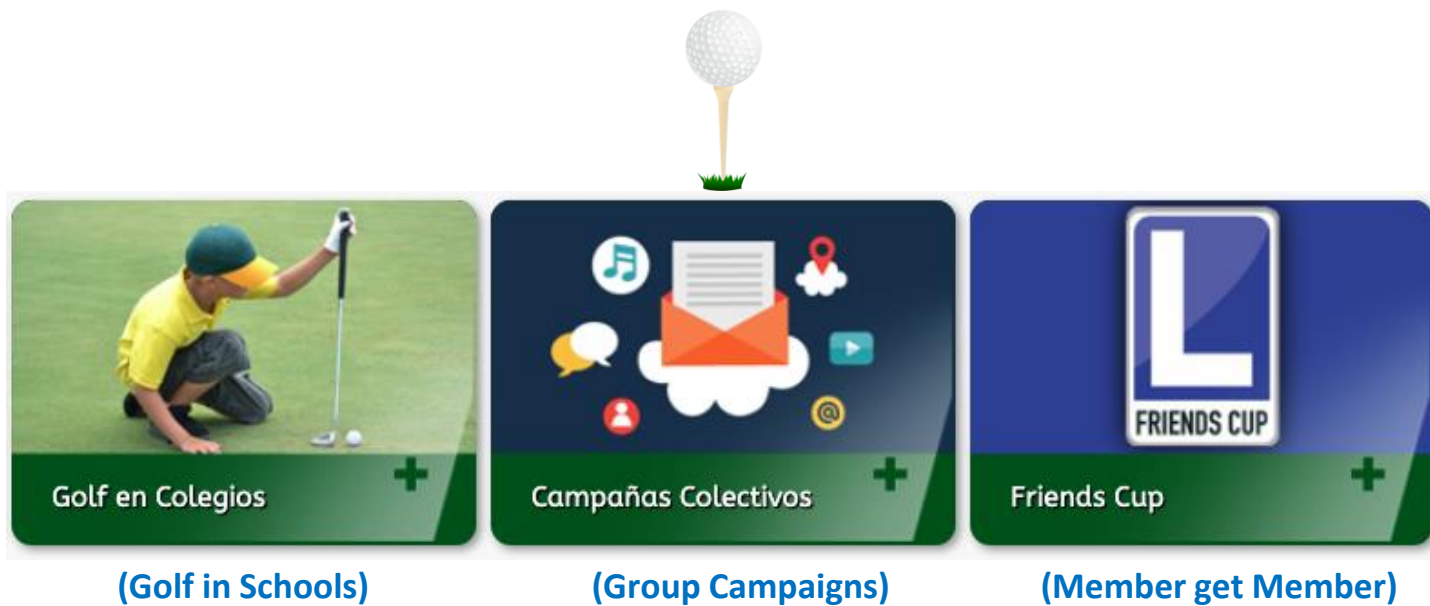 L
FRIENDS CUP
Golf en Colegios
Campañas Colectivos
Friends Cup
(Golf in Schools)
(Group Campaigns)
(Member get Member)